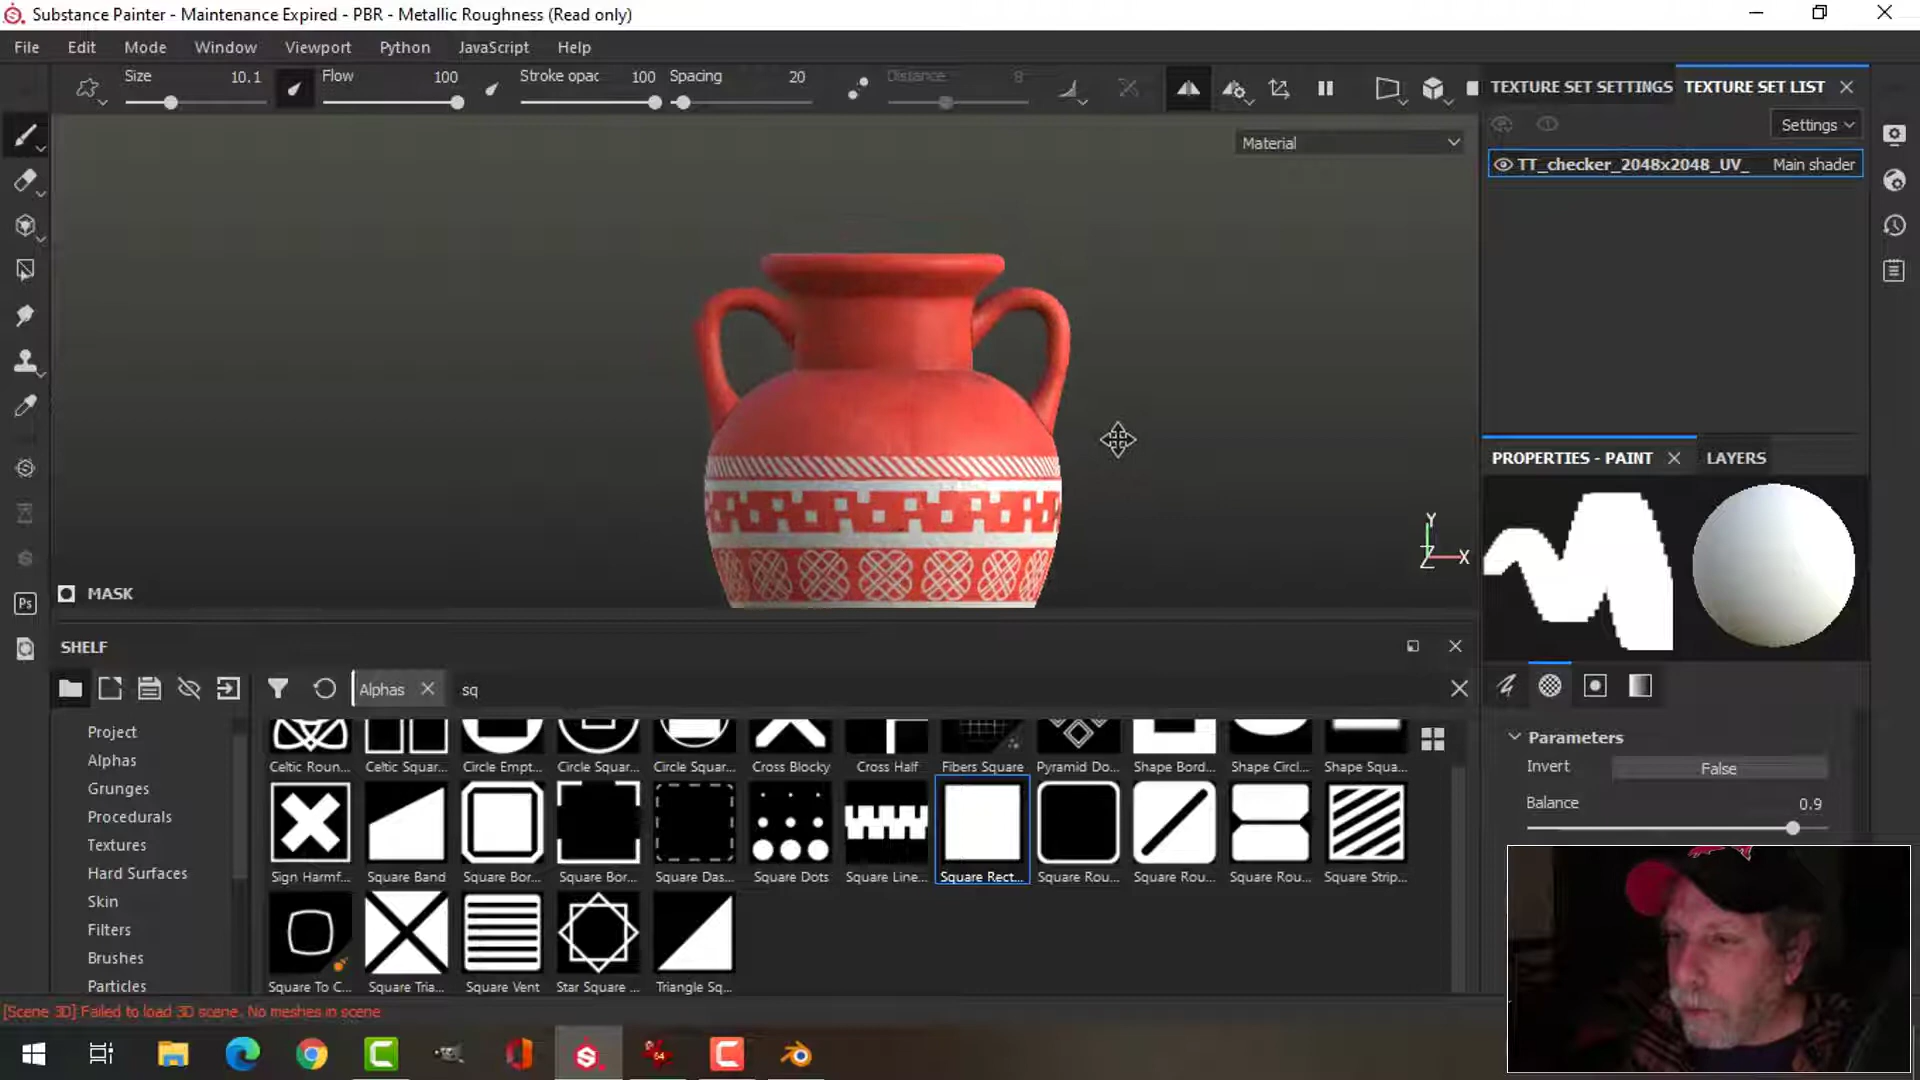 Substance Painter - Maintenance Expired - PBR - Metallic Roughness (Read only)
File Edit Mode Window Viewport Python JavaScript Help
Size 10.1 Flow 100 Stroke opac 100 Spacing 20 Distance 8
TEXTURE SET SETTINGS TEXTURE SET LIST
Settings
Material
TT_checker_2048x2048_UV_ Main shader
PROPERTIES - PAINT LAYERS
Y
Z X
MASK
Ps
SHELF
Alphas sq
Project
Alphas
Grunges
Procedurals
Textures
Hard Surfaces
Skin
Filters
Brushes
Particles
Celtic Roun... Celtic Squar... Circle Empt... Circle Squar... Circle Squar... Cross Blocky Cross Half Fibers Square Pyramid Do... Shape Bord... Shape Circl... Shape Squa...
Sign Harmf... Square Band Square Bor... Square Bor... Square Das... Square Dots Square Line... Square Rect... Square Rou... Square Rou... Square Rou... Square Strip...
Square To C... Square Tria... Square Vent Star Square ... Triangle Sq...
Parameters
Invert False
Balance 0.9
[Scene 3D] Failed to load 3D scene. No meshes in scene
64